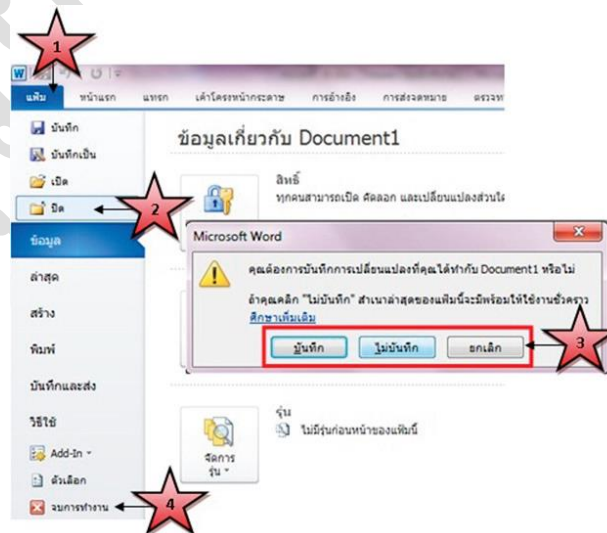 1
W
แฟ้ม หน้าแรก แทรก เค้าโครงหน้ากระดาษ การอ้างอิง การส่งจดหมาย ตรวจท
บันทึก
บันทึกเป็น
เปิด
ปิด
2
ข้อมูล
ล่าสุด
สร้าง
พิมพ์
บันทึกและส่ง
วิธีใช้
Add-In
ตัวเลือก
จบการทำงาน
4
ข้อมูลเกี่ยวกับ Document1
สิทธิ์
ทุกคนสามารถเปิด คัดลอก และเปลี่ยนแปลงส่วนใด
Microsoft Word
คุณต้องการบันทึกการเปลี่ยนแปลงที่คุณได้ทำกับ Document1 หรือไม่
ถ้าคุณคลิก "ไม่บันทึก" สำเนาล่าสุดของแฟ้มนี้จะมีพร้อมให้ใช้งานชั่วคราว
ศึกษาเพิ่มเติม
บันทึก ไม่บันทึก ยกเลิก
3
รุ่น
ไม่มีรุ่นก่อนหน้าของแฟ้มนี้
จัดการ
รุ่น